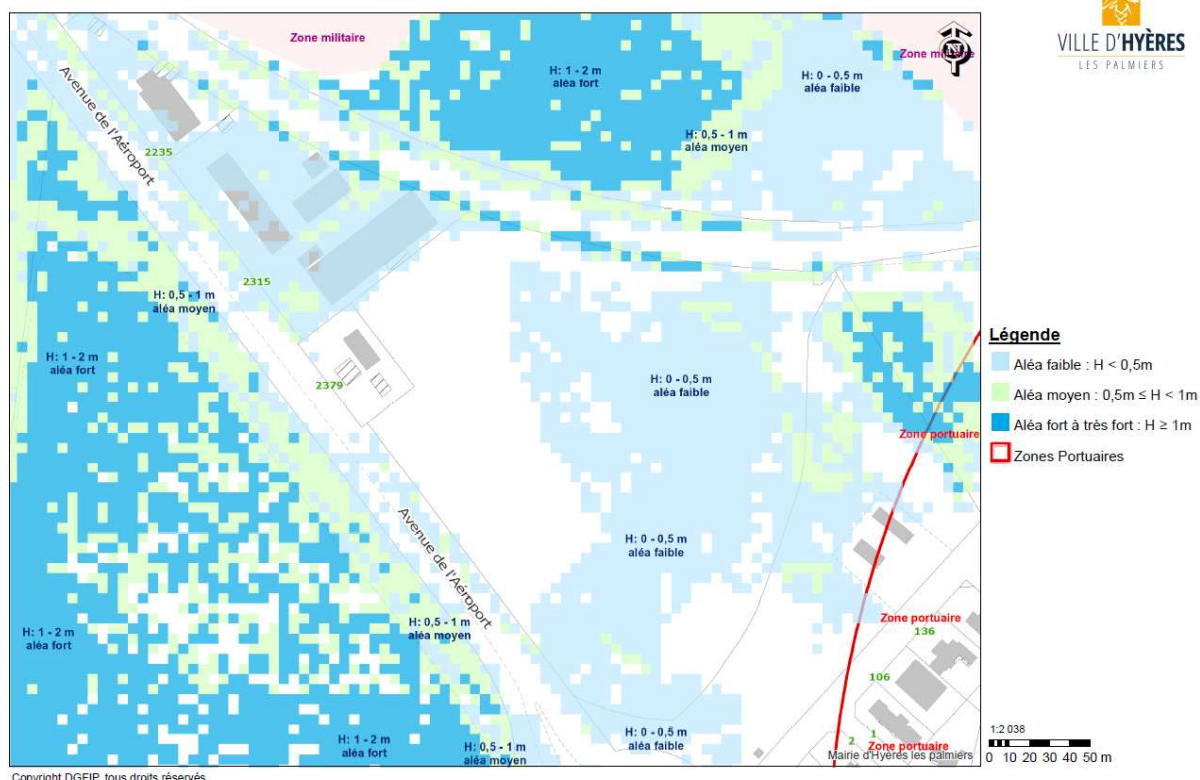 Zone militaire
Zone militaire
VILLE D'HYÈRES
LES PALMIERS
H: 1 - 2 m
aléa fort
H: 0 - 0,5 m
aléa faible
Avenue de l'Aéroport
H: 0,5 - 1 m
aléa moyen
2235
2315
H: 0,5 - 1 m
aléa moyen
H: 1 - 2 m
aléa fort
2379
H: 0 - 0,5 m
aléa faible
Légende
Aléa faible : H < 0,5m
Aléa moyen : 0,5m ≤ H < 1m
Aléa fort à très fort : H ≥ 1m
Zones Portuaires
Zone portuaire
Avenue de l'Aéroport
H: 0 - 0,5 m
aléa faible
H: 0,5 - 1 m
aléa moyen
H: 1 - 2 m
aléa fort
Zone portuaire
136
106
H: 1 - 2 m
aléa fort
H: 0,5 - 1 m
aléa moyen
H: 0 - 0,5 m
aléa faible
2
1
Zone portuaire
Mairie d'Hyères les palmiers
1:2 038
0 10 20 30 40 50 m
Copyright DGFIP, tous droits réservés